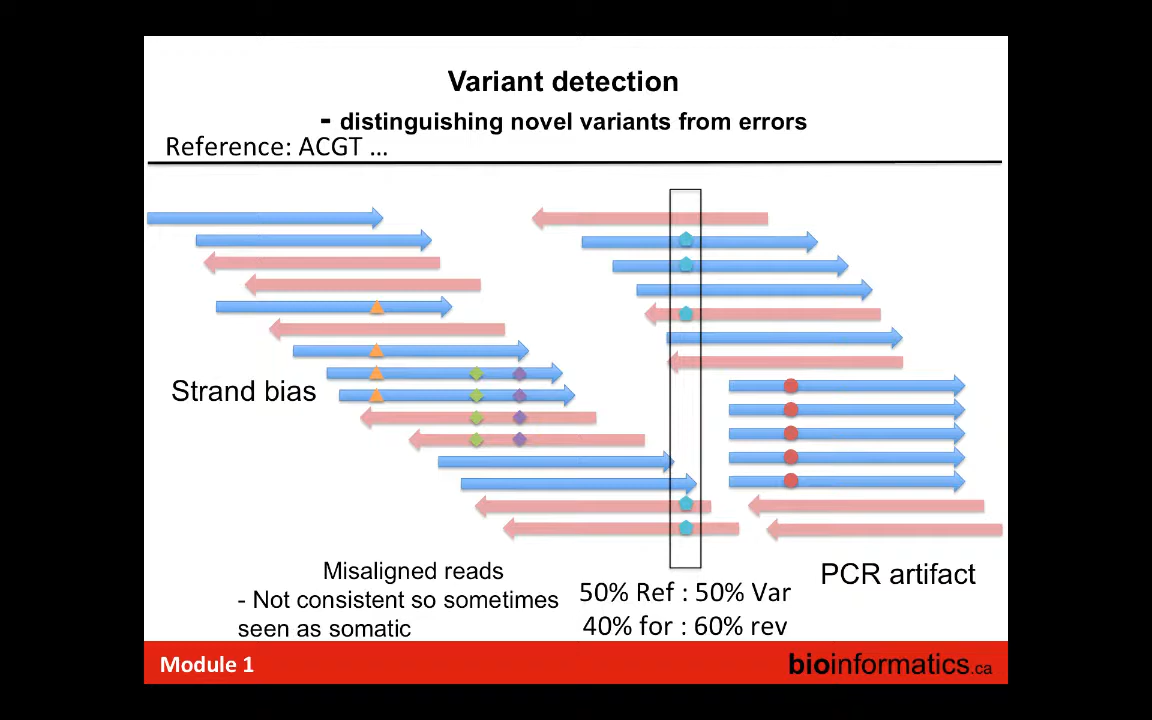 Variant detection
- distinguishing novel variants from errors
Reference: ACGT ...
Strand bias
Misaligned reads
- Not consistent so sometimes
seen as somatic
50% Ref : 50% Var
40% for : 60% rev
PCR artifact
Module 1
bioinformatics.ca